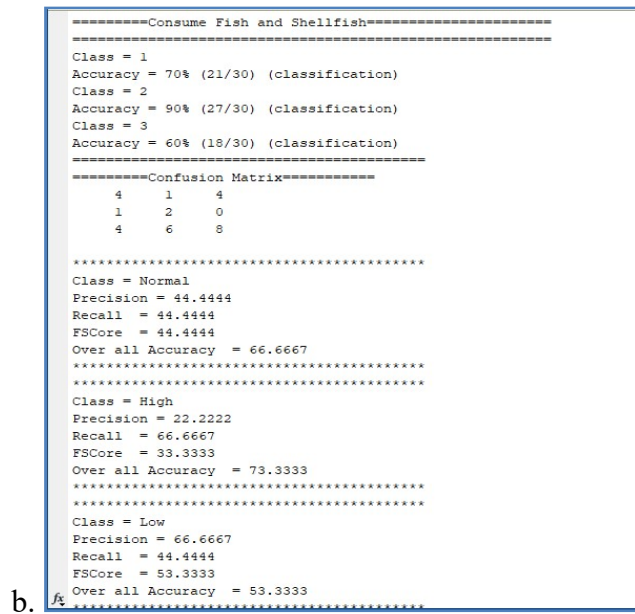 =========Consume Fish and Shellfish======================
=========================================================
Class = 1
Accuracy = 70% (21/30) (classification)
Class = 2
Accuracy = 90% (27/30) (classification)
Class = 3
Accuracy = 60% (18/30) (classification)
==========================================
=========Confusion Matrix===========
4 1 4
1 2 0
4 6 8
******************************************
Class = Normal
Precision = 44.4444
Recall = 44.4444
FSCore = 44.4444
Over all Accuracy = 66.6667
******************************************
******************************************
Class = High
Precision = 22.2222
Recall = 66.6667
FSCore = 33.3333
Over all Accuracy = 73.3333
******************************************
******************************************
Class = Low
Precision = 66.6667
Recall = 44.4444
FSCore = 53.3333
Over all Accuracy = 53.3333
b. fx ******************************************